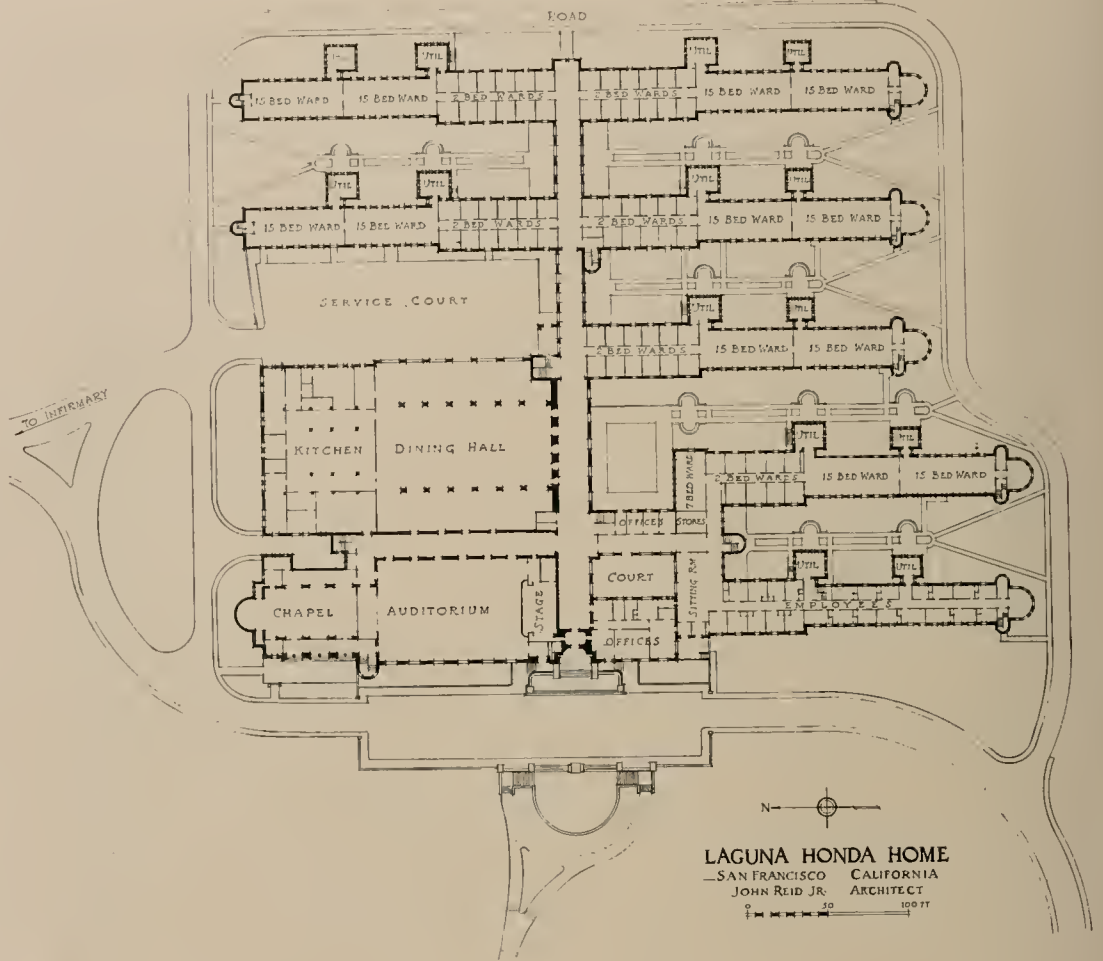 ROAD
UTIL
UTIL
UTIL
15 BED WARD 15 BED WARD 2 BED WARDS 2 BED WARDS 15 BED WARD 15 BED WARD
UTIL UTIL UTIL UTIL
15 BED WARD 15 BED WARD 2 BED WARDS 2 BED WARDS 15 BED WARD 15 BED WARD
SERVICE COURT
UTIL UTIL
2 BED WARDS 15 BED WARD 15 BED WARD
TO INFIRMARY
UTIL UTIL
KITCHEN DINING HALL 7 BED WARD 2 BED WARDS 15 BED WARD 15 BED WARD
OFFICES STORES
UTIL UTIL
COURT SITTING RM
CHAPEL AUDITORIUM STAGE EMPLOYEES
OFFICES
N
LAGUNA HONDA HOME
SAN FRANCISCO CALIFORNIA
JOHN REID JR. ARCHITECT
0 50 100 FT